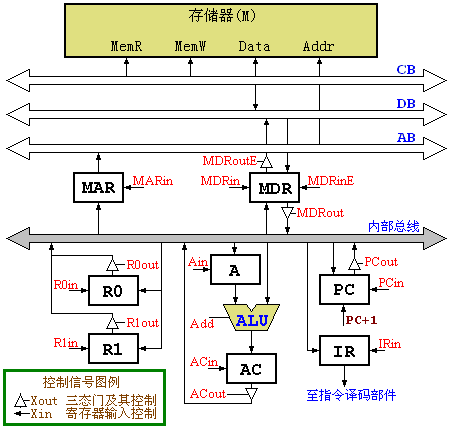 存储器(M)
MemR MemW Data Addr
CB
DB
AB
MDRoutE
MAR MARin MDRin MDR MDRinE
MDRout
内部总线
R0out Ain A PCout
R0in R0 PC PCin
R1out Add ALU PC+1
R1in R1 ACin AC IR IRin
ACout
控制信号图例
Xout 三态门及其控制
Xin 寄存器输入控制
至指令译码部件